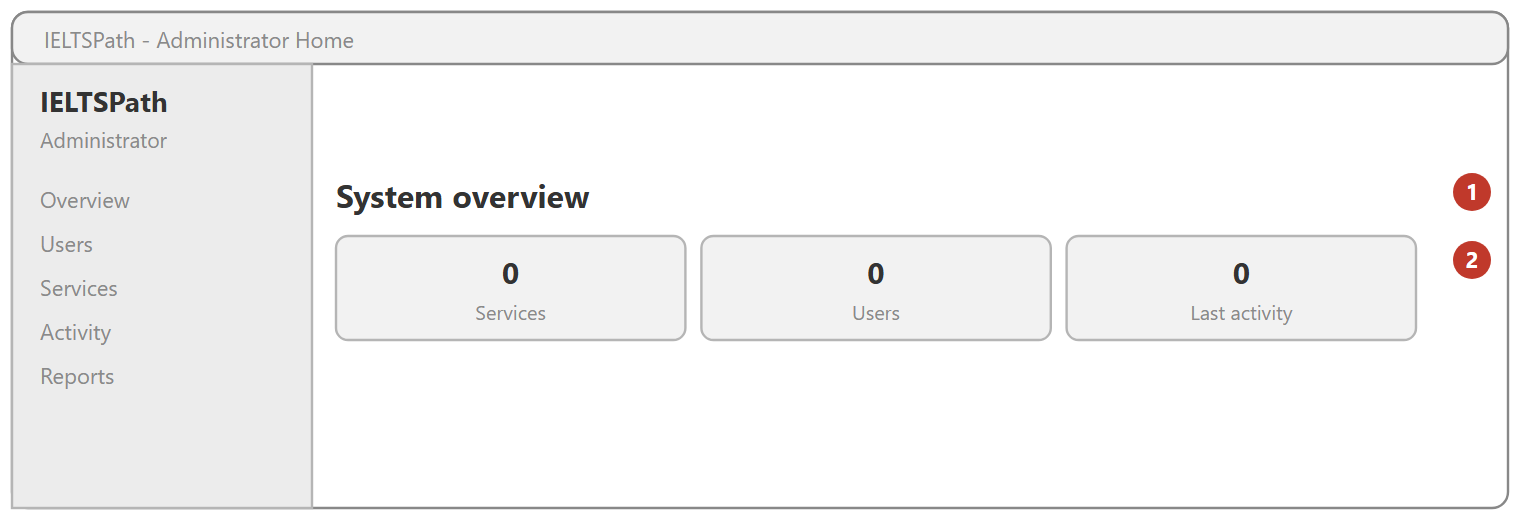 IELTSPath - Administrator Home
IELTSPath
Administrator
Overview
Users
Services
Activity
Reports
System overview
1
0
Services
0
Users
0
Last activity
2